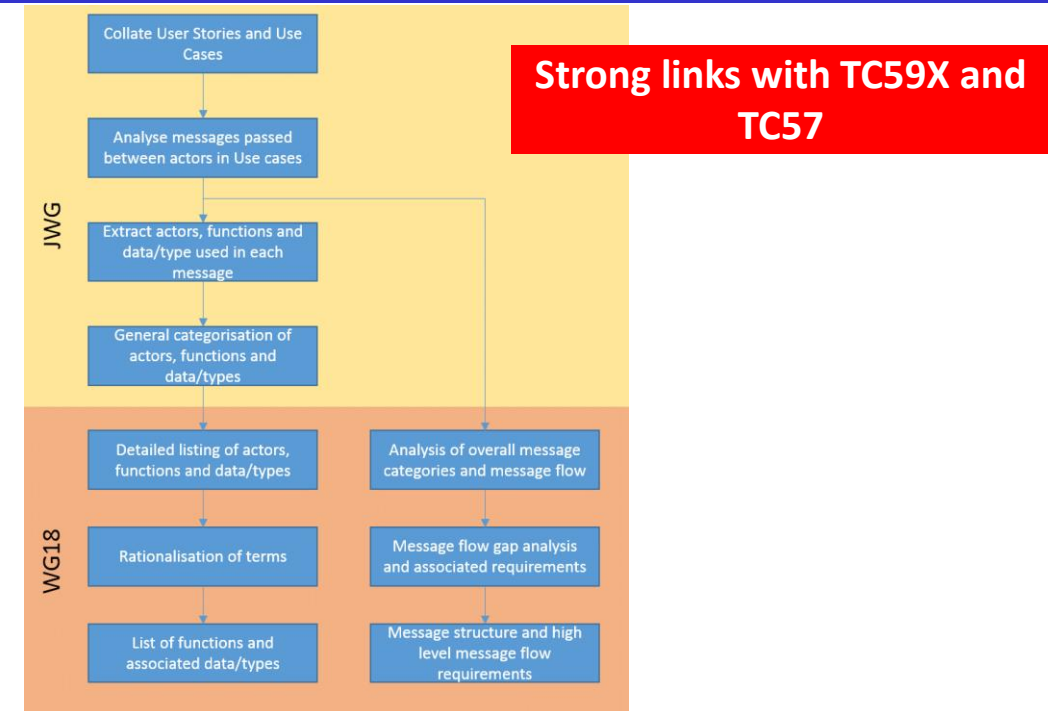 Collate User Stories and Use
Cases
Strong links with TC59X and
TC57
Analyse messages passed
between actors in Use cases
JWG
Extract actors, functions and
data/type used in each
message
General categorisation of
actors, functions and
data/types
Detailed listing of actors,
functions and data/types
Analysis of overall message
categories and message flow
WG18
Rationalisation of terms
Message flow gap analysis
and associated requirements
List of functions and
associated data/types
Message structure and high
level message flow
requirements